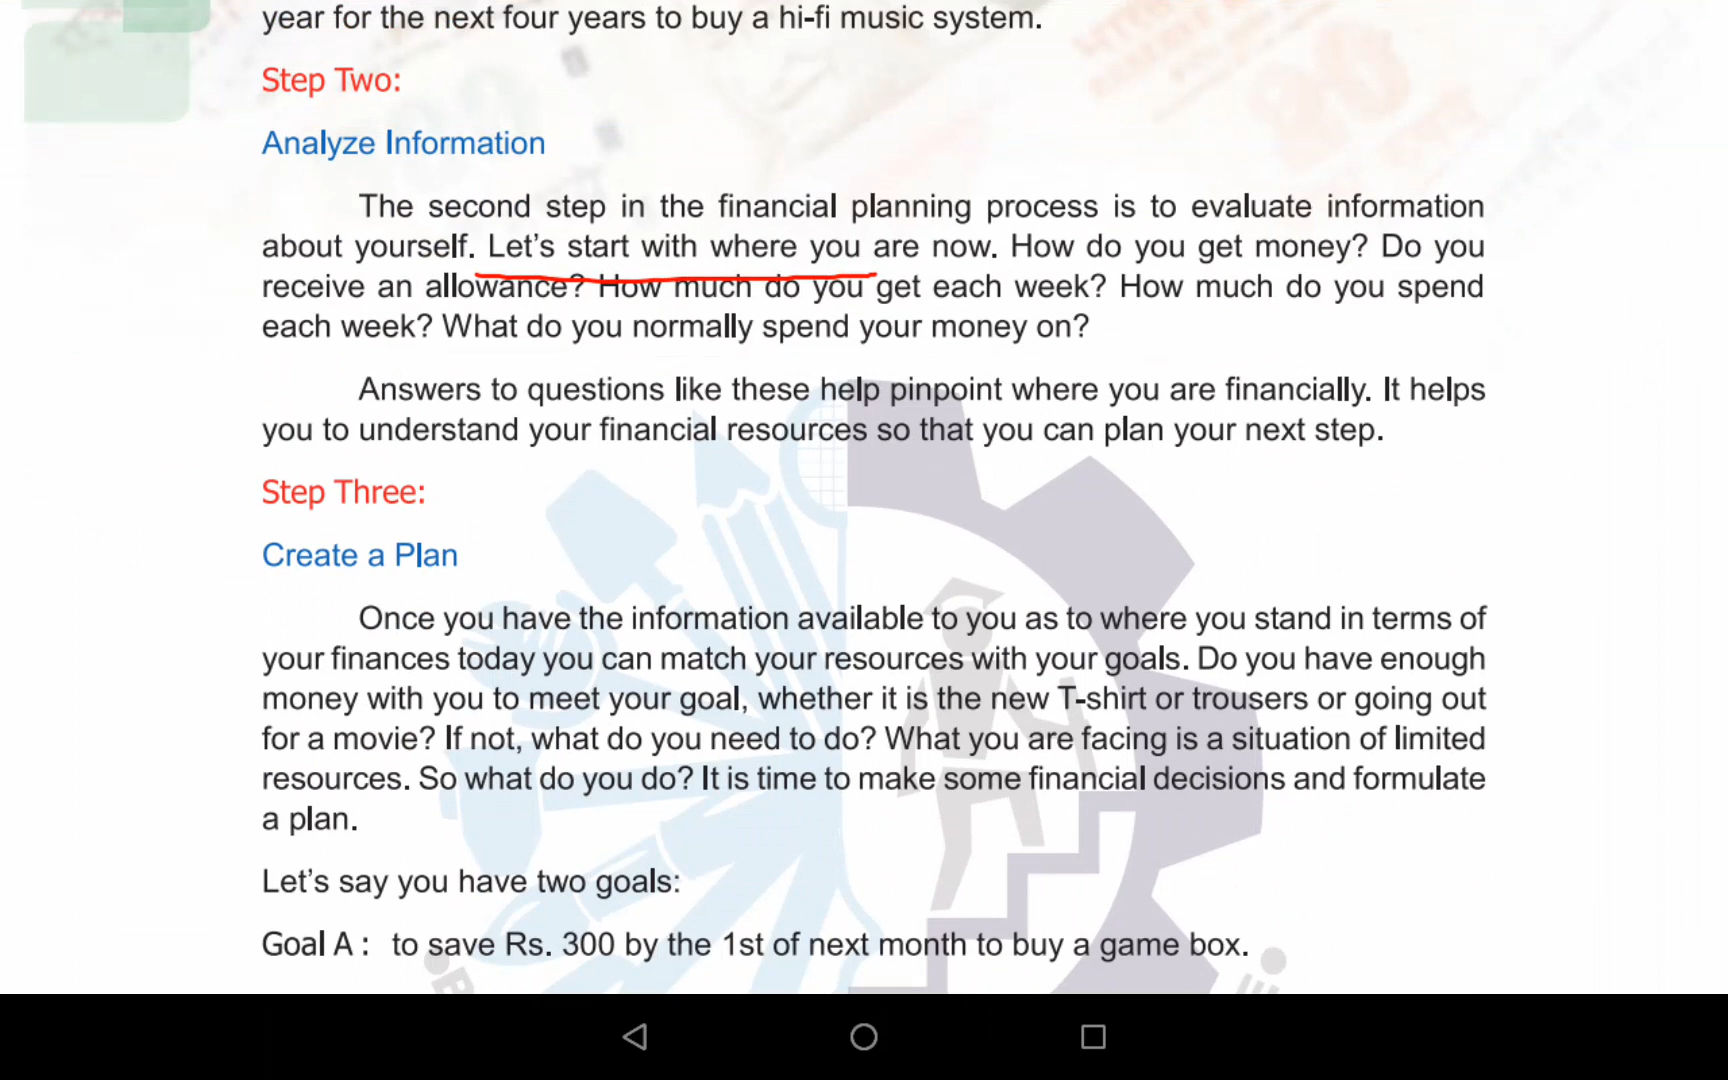 year for the next four years to buy a hi-fi music system.
Step Two:
Analyze Information
The second step in the financial planning process is to evaluate information
about yourself. Let's start with where you are now. How do you get money? Do you
receive an allowance? How much do you get each week? How much do you spend
each week? What do you normally spend your money on?
Answers to questions like these help pinpoint where you are financially. It helps
you to understand your financial resources so that you can plan your next step.
Step Three:
Create a Plan
Once you have the information available to you as to where you stand in terms of
your finances today you can match your resources with your goals. Do you have enough
money with you to meet your goal, whether it is the new T-shirt or trousers or going out
for a movie? If not, what do you need to do? What you are facing is a situation of limited
resources. So what do you do? It is time to make some financial decisions and formulate
a plan.
Let's say you have two goals:
Goal A : to save Rs. 300 by the 1st of next month to buy a game box.